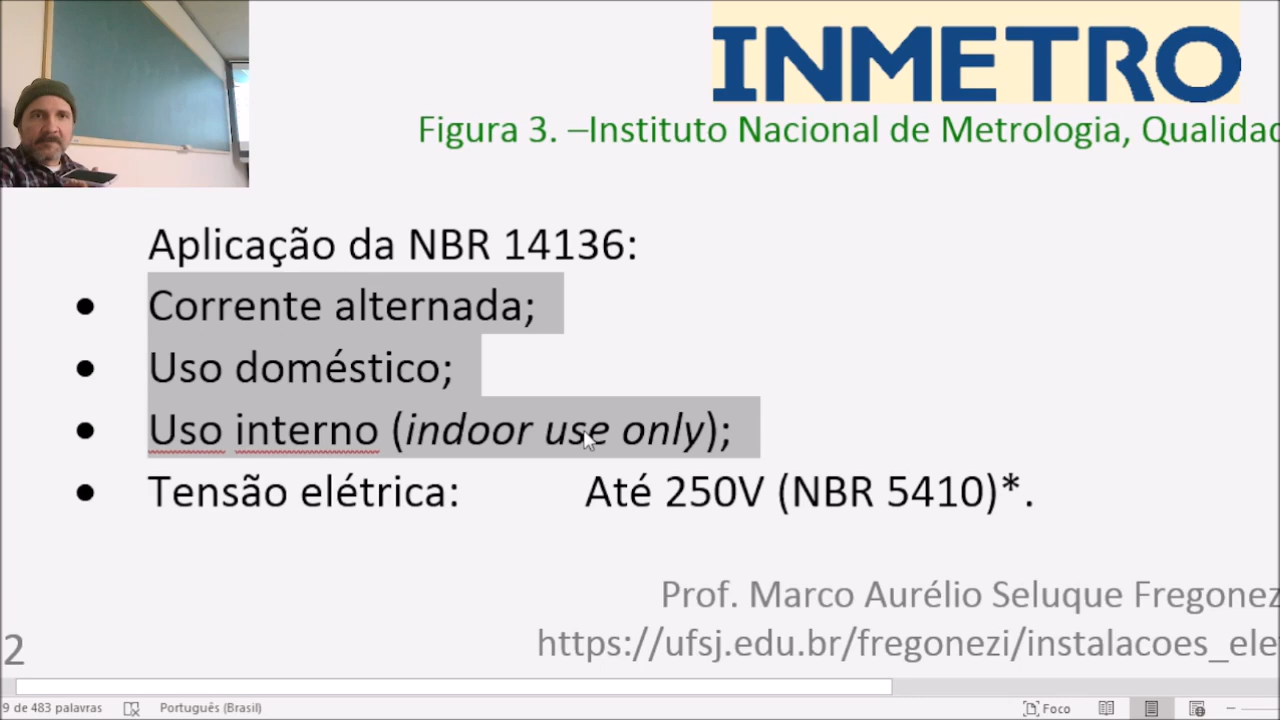 INMETRO
Figura 3. –Instituto Nacional de Metrologia,
Aplicação da NBR 14136:
• Corrente alternada;
• Uso doméstico;
• Uso interno (indoor use only);
• Tensão elétrica: Até 250V (NBR 5410)*.
Prof. Marco Aurélio Seluque
2 https://ufsj.edu.br/fregonezi/instalacoes_ele
9 de 483 palavras Português (Brasil) Foco